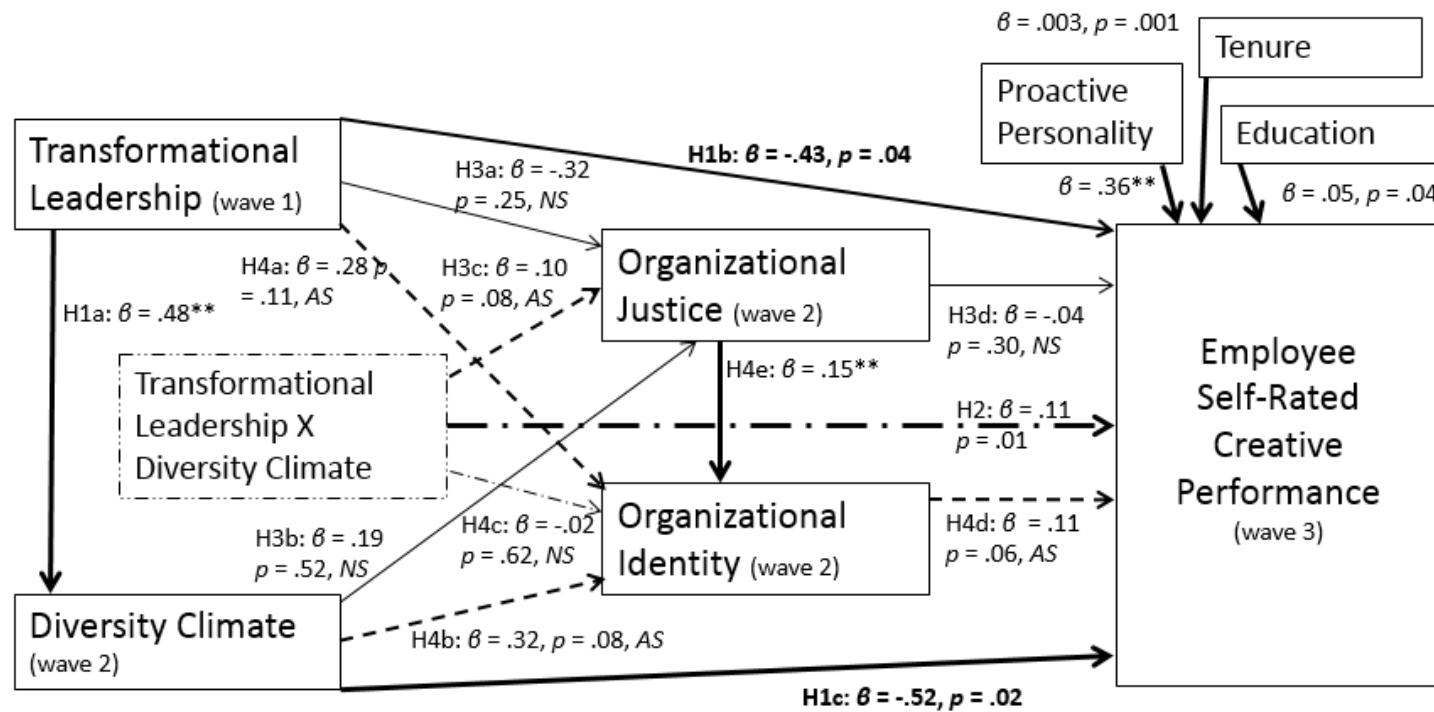 β = .003, p = .001
Tenure
Proactive
Personality
Education
β = .36**
β = .05, p = .04
Transformational
Leadership (wave 1)
H1b: β = -.43, p = .04
H3a: β = -.32
p = .25, NS
H4a: β = .28 p
= .11, AS
H3c: β = .10
p = .08, AS
Organizational
Justice (wave 2)
H1a: β = .48**
H3d: β = -.04
p = .30, NS
Transformational
Leadership X
Diversity Climate
H4e: β = .15**
H2: β = .11
p = .01
Employee
Self-Rated
Creative
Performance
(wave 3)
H3b: β = .19
p = .52, NS
H4c: β = -.02
p = .62, NS
Organizational
Identity (wave 2)
H4d: β = .11
p = .06, AS
Diversity Climate
(wave 2)
H4b: β = .32, p = .08, AS
H1c: β = -.52, p = .02